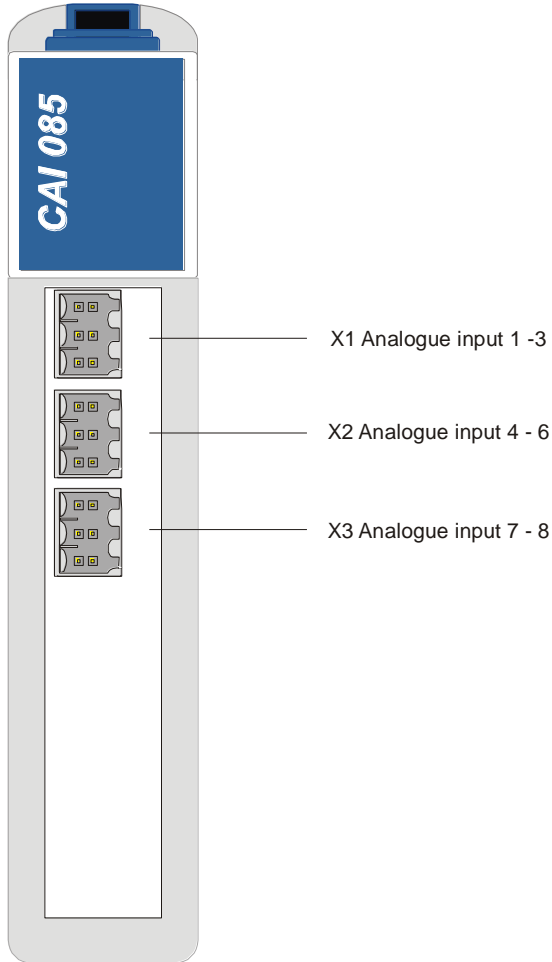 CAI 085
X1 Analogue input 1 -3
X2 Analogue input 4 - 6
X3 Analogue input 7 - 8